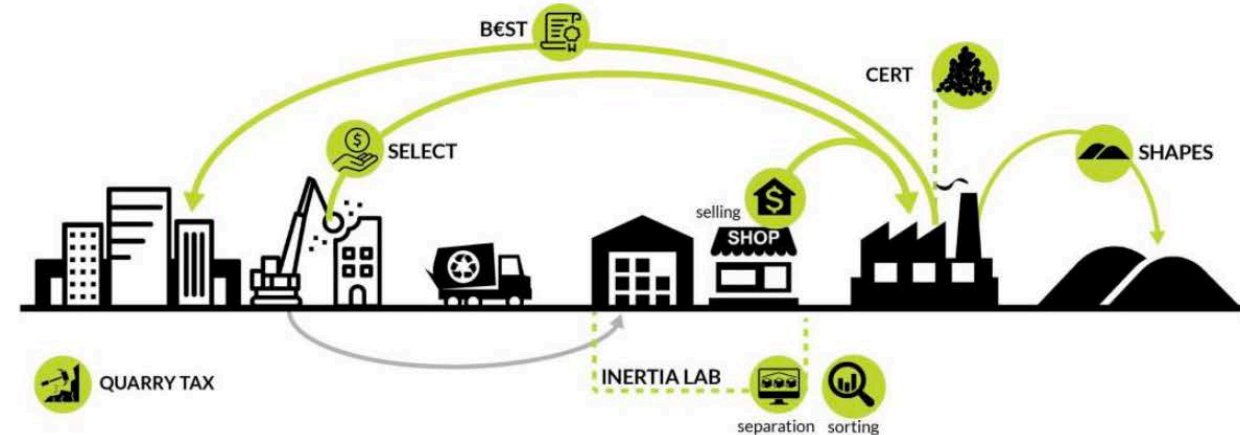 B€ST
CERT
SELECT
SHAPES
selling
SHOP
QUARRY TAX
INERTIA LAB
separation
sorting